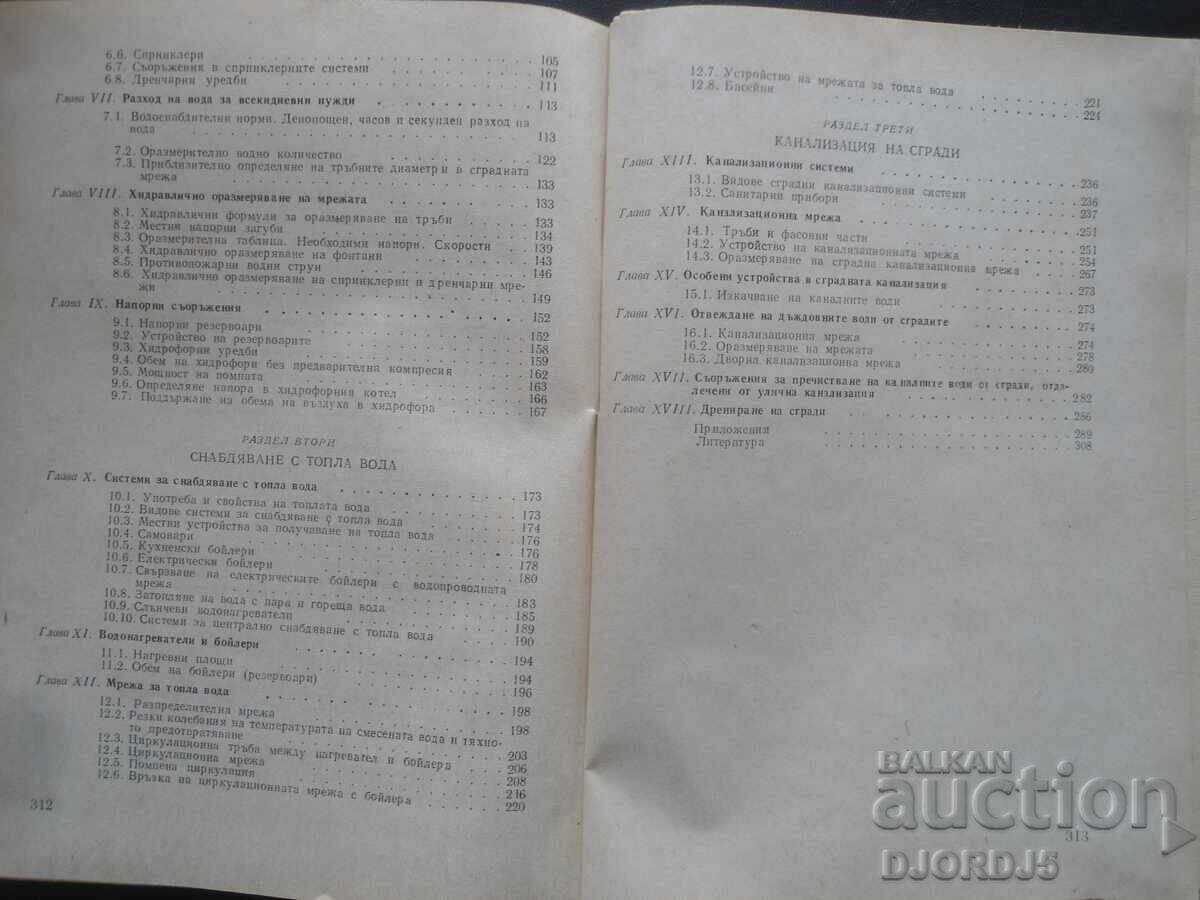 6.6. Спринклери 105
6.7. Съоръжения в спринклерните системи 107
6.8. Дренчарни уредби 111
Глава VII. Разход на вода за всекидневни нужди 113
7.1. Водоснабдителни норми. Денонощен, часов и секунден разход на
вода 113
7.2. Оразмерително водно количество 122
7.3. Приблизително определяне на тръбните диаметри в сградната
мрежа 133
Глава VIII. Хидравлично оразмеряване на мрежата 133
8.1. Хидравлични формули за оразмеряване на тръби 133
8.2. Местни напорни загуби 134
8.3. Оразмерителна таблица. Необходими напори. Скорости 139
8.4. Хидравлично оразмеряване на фонтани 143
8.5. Противопожарни водни струи 146
8.6. Хидравлично оразмеряване на спринклерни и дренчарни мре-
жи 149
Глава IX. Напорни съоръжения 152
9.1. Напорни резервоари 152
9.2. Устройство на резервоарите 158
9.3. Хидрофорни уредби 159
9.4. Обем на хидрофори без предварителна компресия 162
9.5. Мощност на помпата 163
9.6. Определяне напора в хидрофорния котел 166
9.7. Поддържане из обема на въздуха в хидрофора 167
РАЗДЕЛ ВТОРИ
СНАБДЯВАНЕ С ТОПЛА ВОДА
Глава X. Системи за снабдяване с топла вода 173
10.1. Употреба и свойства на топлата вода 173
10.2. Видове системи за снабдяване с топла вода 174
10.3. Местни устройства за получаване на топла вода 176
10.4. Самовари 176
10.5. Кухненски бойлери 178
10.6. Електрически бойлери 180
10.7. Свързване на електрическите бойлери с водопроводната
мрежа 183
10.8. Затопляне на вода с пара и гореща вода 185
10.9. Слънчеви водонагреватели 189
10.10. Системи за централно снабдяване с топла вода 190
Глава XI. Водонагреватели и бойлери 194
11.1. Нагревни площи 194
11.2. Обем на бойлери (резервоари) 196
Глава XII. Мрежа за топла вода 198
12.1. Разпределителна мрежа 198
12.2. Резки колебания на температурата на смесената вода и тяхно-
то предотвратяване 203
12.3. Циркулационна тръба между нагревател и бойлера 206
12.4. Циркулационна мрежа 208
12.5. Помпена циркулация 216
12.6. Връзка на циркулационната мрежа с бойлера 220
312
12.7. Устройство на мрежата за топла вода 221
12.8. Басейни 224
РАЗДЕЛ ТРЕТИ
КАНАЛИЗАЦИЯ НА СГРАДИ
Глава XIII. Канализационни системи 236
13.1. Видове сградни канализационни системи 236
13.2. Санитарни прибори 237
Глава XIV. Канализационна мрежа 251
14.1. Тръби и фасонни части 251
14.2. Устройство на канализационната мрежа 254
14.3. Оразмеряване на сградна канализационна мрежа 267
Глава XV. Особени устройства в сградната канализация 273
15.1. Изкачване на каналните води 273
Глава XVI. Отвеждане на дъждовните води от сградите 274
16.1. Канализационна мрежа 274
16.2. Оразмеряване на мрежата 278
16.3. Дворна канализационна мрежа 280
Глава XVII. Съоръжения за пречистване на каналните води от сгради, отда-
лечени от улична канализация 282
Глава XVIII. Дрениране на сгради 286
Приложения 289
Литература 308
313
BALKAN
auction
DJORDJ5